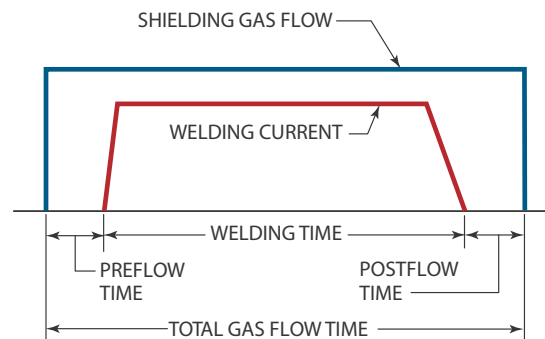 SHIELDING GAS FLOW
WELDING CURRENT
WELDING TIME
PREFLOW
TIME
POSTFLOW
TIME
TOTAL GAS FLOW TIME